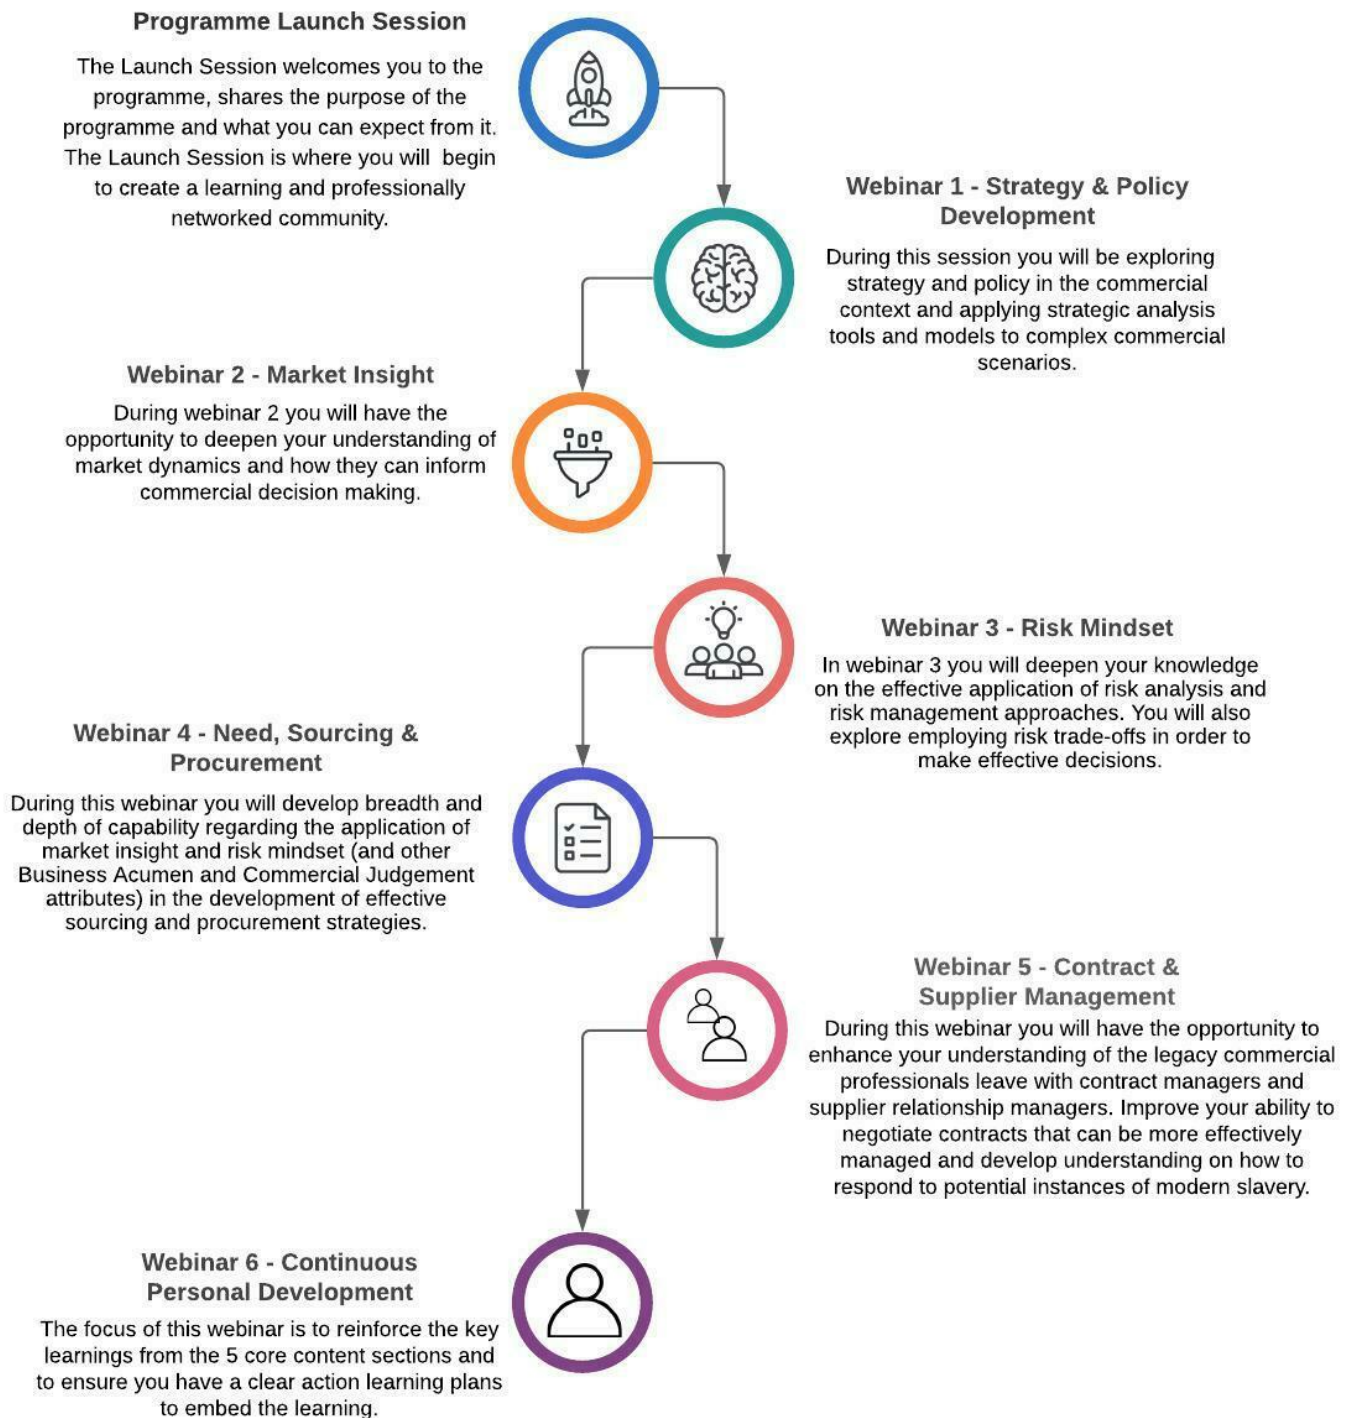 Programme Launch Session
The Launch Session welcomes you to the
programme, shares the purpose of the
programme and what you can expect from it.
The Launch Session is where you will  begin
to create a learning and professionally
networked community.
Webinar 1 - Strategy & Policy
Development
During this session you will be exploring
strategy and policy in the commercial
context and applying strategic analysis
tools and models to complex commercial
scenarios.
Webinar 2 - Market Insight
During webinar 2 you will have the
opportunity to deepen your understanding of
market dynamics and how they can inform
commercial decision making.
Webinar 3 - Risk Mindset
In webinar 3 you will deepen your knowledge
on the effective application of risk analysis and
risk management approaches. You will also
explore employing risk trade-offs in order to
make effective decisions.
Webinar 4 - Need, Sourcing &
Procurement
During this webinar you will develop breadth and
depth of capability regarding the application of
market insight and risk mindset (and other
Business Acumen and Commercial Judgement
attributes) in the development of effective
sourcing and procurement strategies.
Webinar 5 - Contract &
Supplier Management
During this webinar you will have the opportunity to
enhance your understanding of the legacy commercial
professionals leave with contract managers and
supplier relationship managers. Improve your ability to
negotiate contracts that can be more effectively
managed and develop understanding on how to
respond to potential instances of modern slavery.
Webinar 6 - Continuous
Personal Development
The focus of this webinar is to reinforce the key
learnings from the 5 core content sections and
to ensure you have a clear action learning plans
to embed the learning.